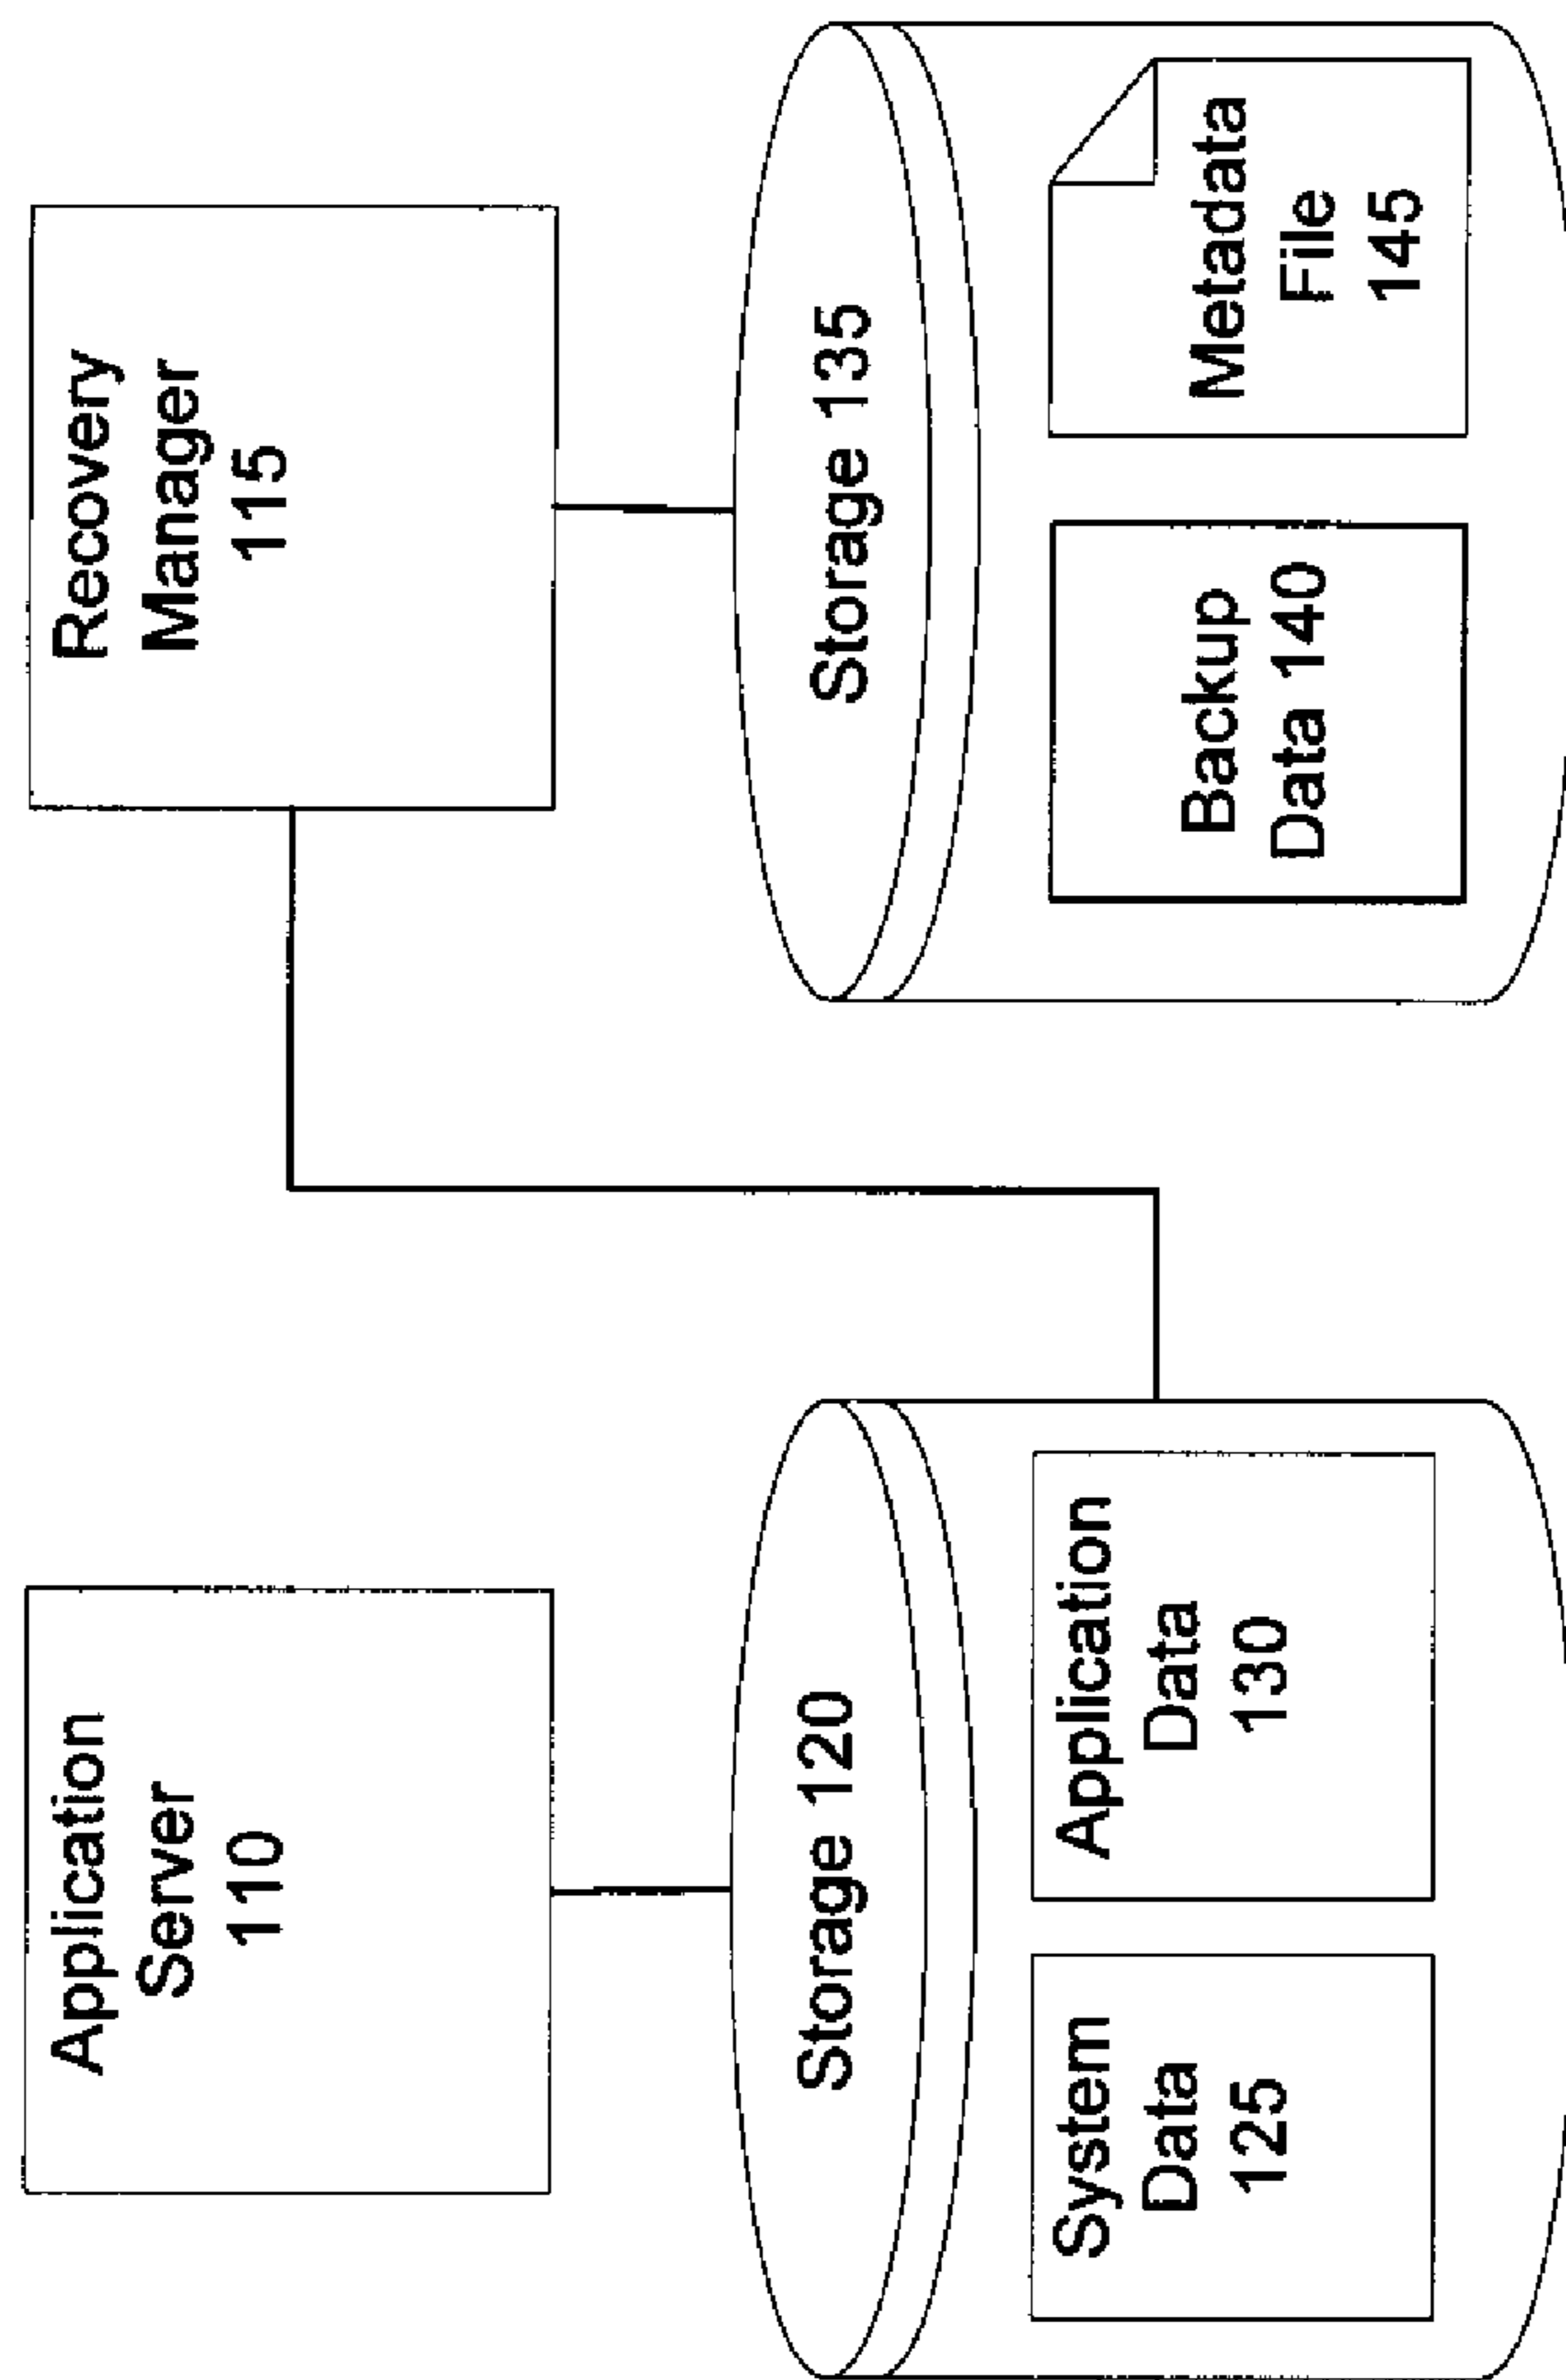 Application
Server
110
Recovery
Manager
115
Storage 120
System
Data
125
Application
Data
130
Storage 135
Backup
Data 140
Metadata
File
145